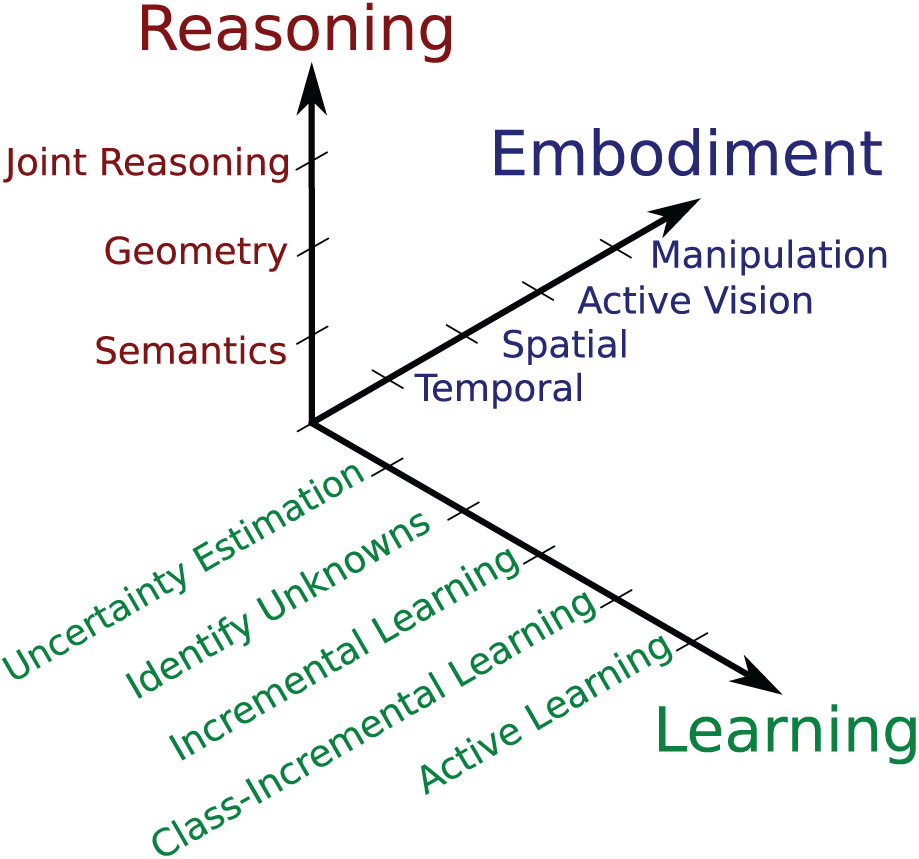 Reasoning
Joint Reasoning
Geometry
Semantics
Embodiment
Manipulation
Active Vision
Spatial
Temporal
Uncertainty Estimation
Identify Unknowns
Incremental Learning
Class-Incremental Learning
Active Learning
Learning